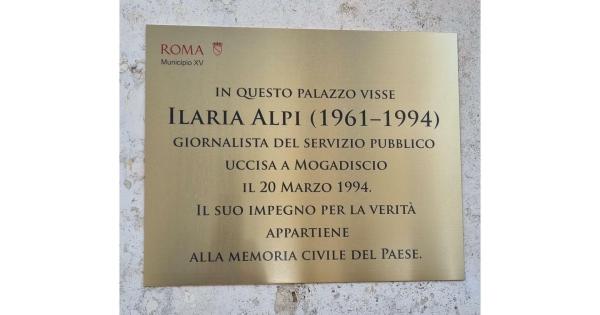 ROMA
Municipio XV
IN QUESTO PALAZZO VISSE
ILARIA ALPI (1961–1994)
GIORNALISTA DEL SERVIZIO PUBBLICO
UCCISA A MOGADISCIO
IL 20 MARZO 1994.
IL SUO IMPEGNO PER LA VERITÀ
APPARTIENE
ALLA MEMORIA CIVILE DEL PAESE.